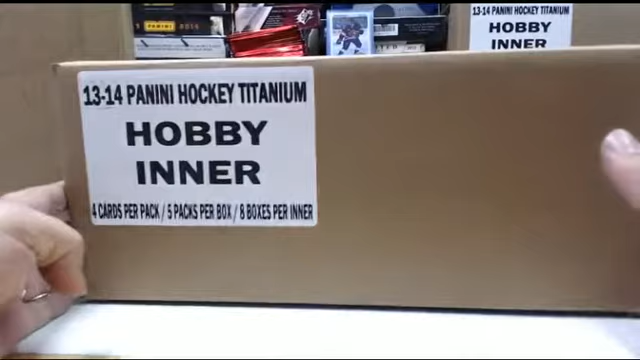 PANINI
13-14 PANINI HOCKEY TITANIUM
HOBBY
INNER
13-14 PANINI HOCKEY TITANIUM
HOBBY
INNER
4 CARDS PER PACK / 5 PACKS PER BOX / 8 BOXES PER INNER